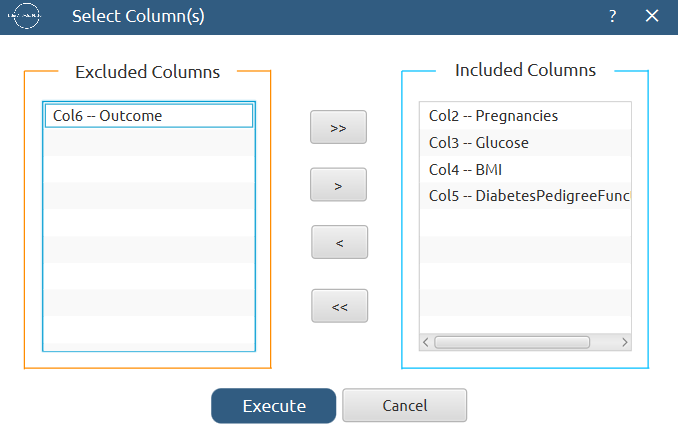 Select Column(s)
?
Excluded Columns
Included Columns
Col6 -- Outcome
Col2 -- Pregnancies
Col3 -- Glucose
Col4 -- BMI
Col5 -- DiabetesPedigreeFunc
>>
>
<
<<
Execute
Cancel